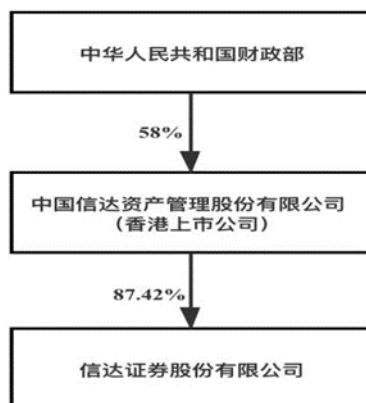 中华人民共和国财政部
58%
中国信达资产管理股份有限公司
（香港上市公司）
87.42%
信达证券股份有限公司